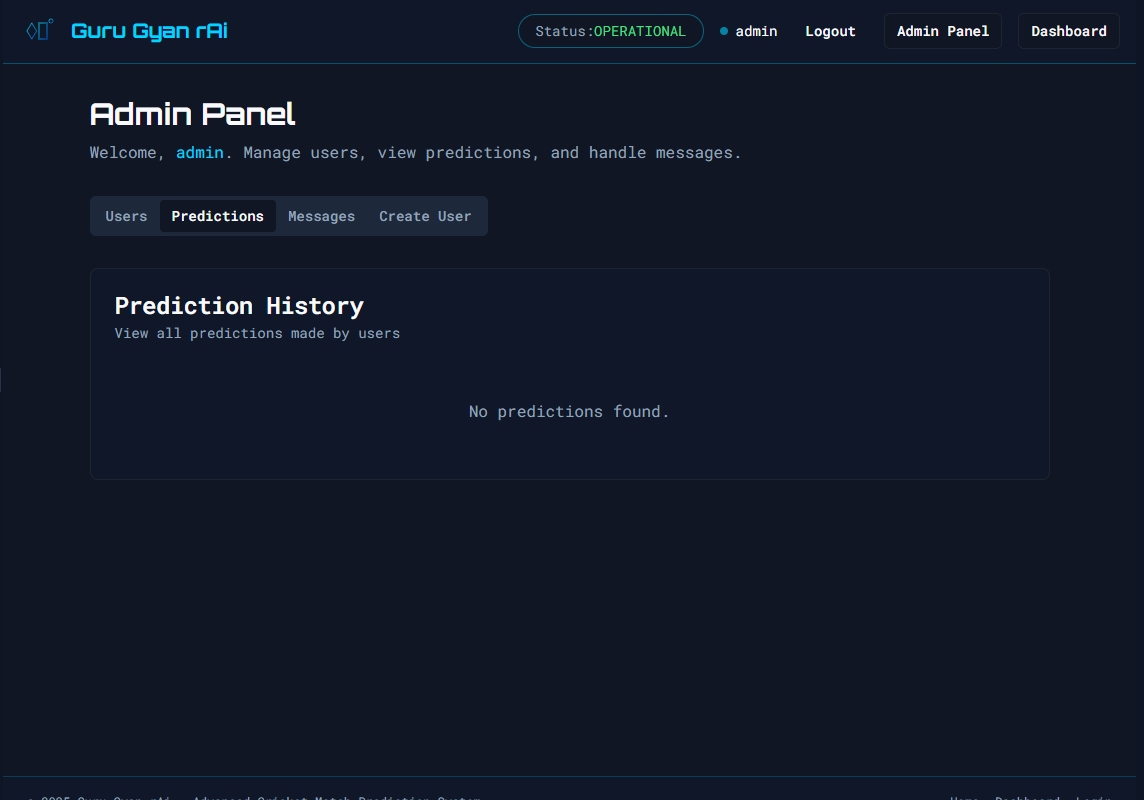 Guru Gyan rAi
Status:OPERATIONAL
admin
Logout
Admin Panel
Dashboard
Admin Panel
Welcome, admin. Manage users, view predictions, and handle messages.
Users
Predictions
Messages
Create User
Prediction History
View all predictions made by users
No predictions found.